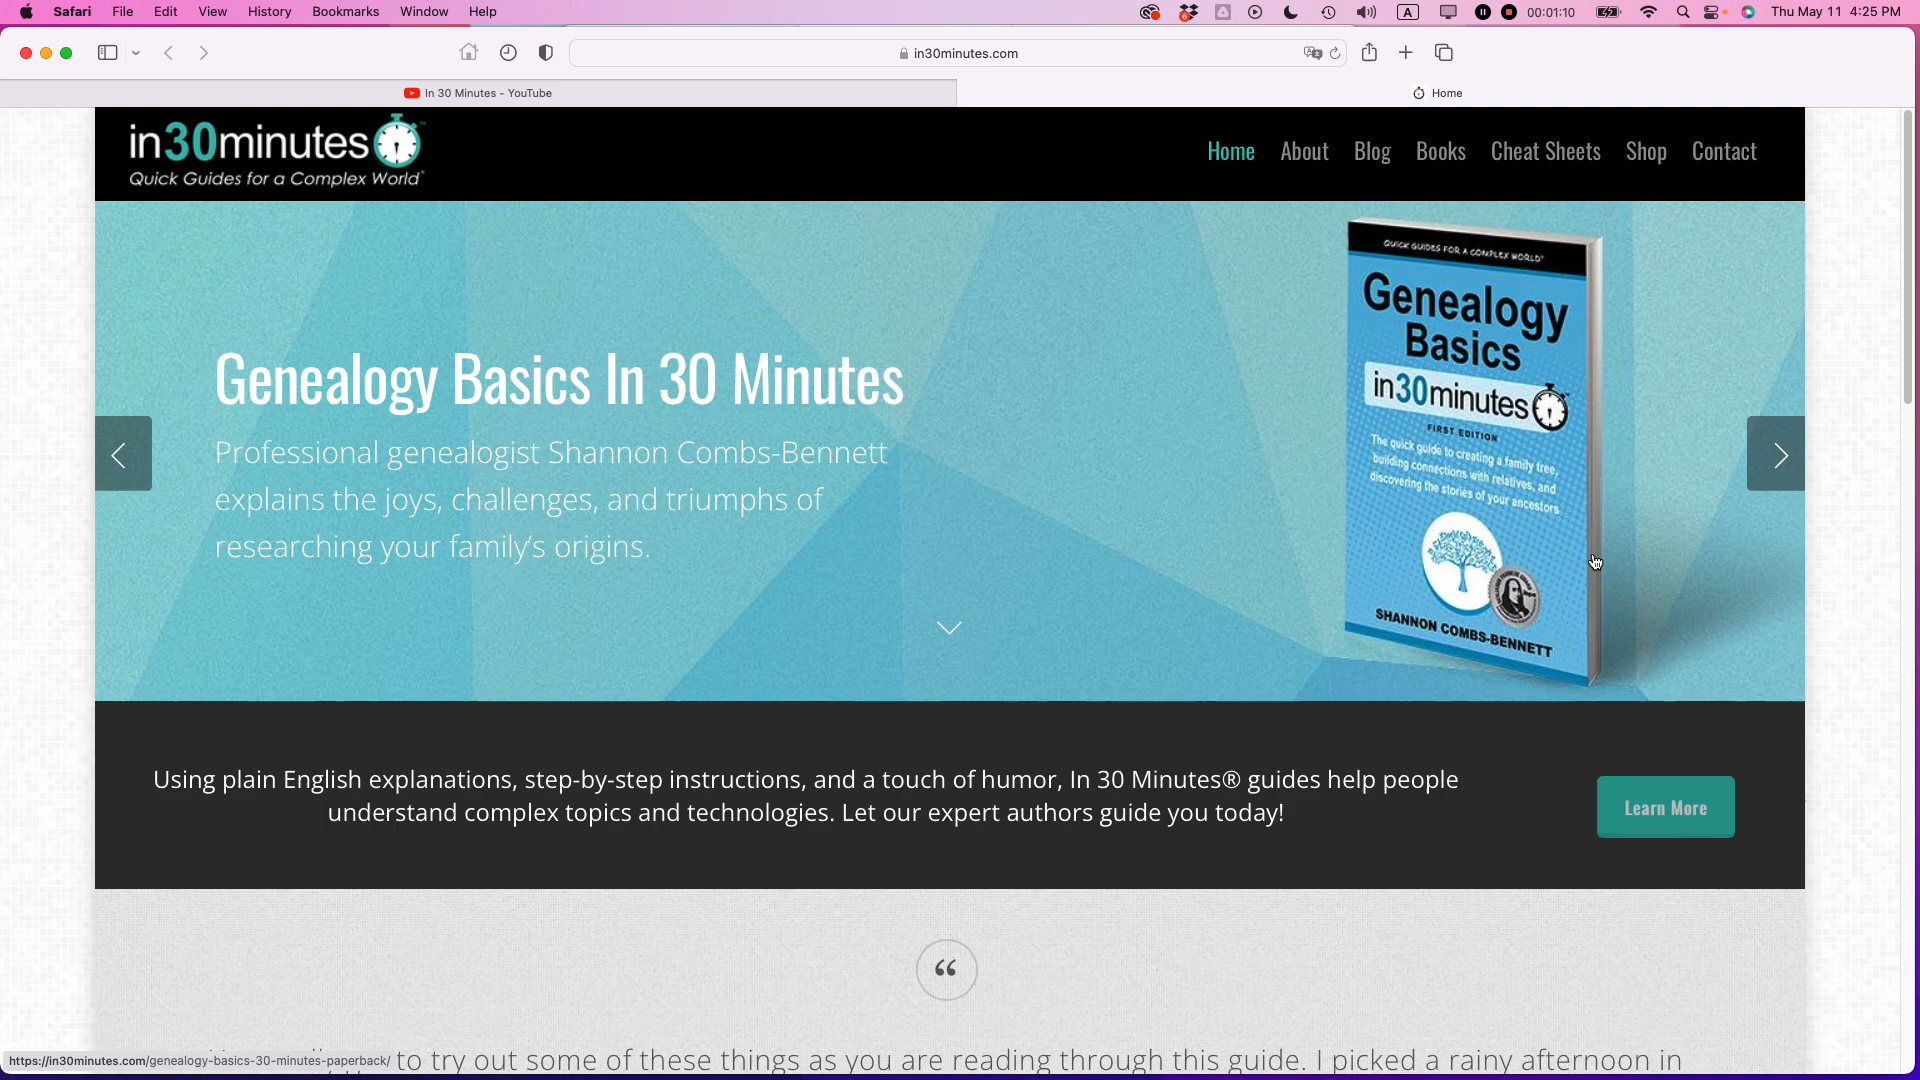 Safari File Edit View History Bookmarks Window Help
6 A 00:01:10 Thu May 11 4:25 PM
in30minutes.com
In 30 Minutes - YouTube
Home
in30minutes™
Quick Guides for a Complex World®
Home About Blog Books Cheat Sheets Shop Contact
Genealogy Basics In 30 Minutes
Professional genealogist Shannon Combs-Bennett
explains the joys, challenges, and triumphs of
researching your family’s origins.
QUICK GUIDES FOR A COMPLEX WORLD®
Genealogy
Basics
in30minutes
FIRST EDITION
The quick guide to creating a family tree,
building connections with relatives, and
discovering the stories of your ancestors
SHANNON COMBS-BENNETT
Using plain English explanations, step-by-step instructions, and a touch of humor, In 30 Minutes® guides help people
understand complex topics and technologies. Let our expert authors guide you today!
Learn More
“
to try out some of these things as you are reading through this guide. I picked a rainy afternoon in
https://in30minutes.com/genealogy-basics-30-minutes-paperback/